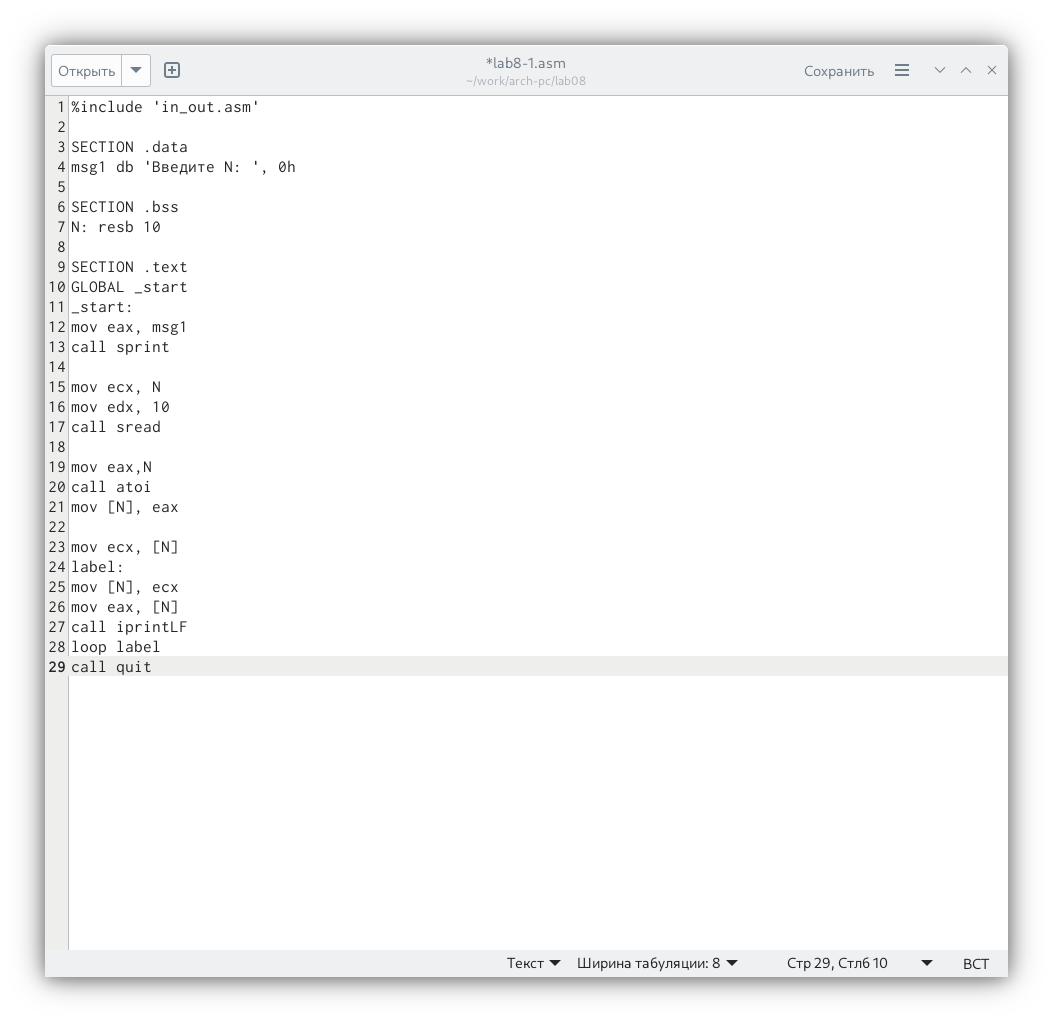 Открыть
*lab8-1.asm
~/work/arch-pc/lab08
Сохранить
1 %include 'in_out.asm'
2
3 SECTION .data
4 msg1 db 'Введите N: ', 0h
5
6 SECTION .bss
7 N: resb 10
8
9 SECTION .text
10 GLOBAL _start
11 _start:
12 mov eax, msg1
13 call sprint
14
15 mov ecx, N
16 mov edx, 10
17 call sread
18
19 mov eax,N
20 call atoi
21 mov [N], eax
22
23 mov ecx, [N]
24 label:
25 mov [N], ecx
26 mov eax, [N]
27 call iprintLF
28 loop label
29 call quit
Текст Ширина табуляции: 8 Стр 29, Стлб 10 ВСТ